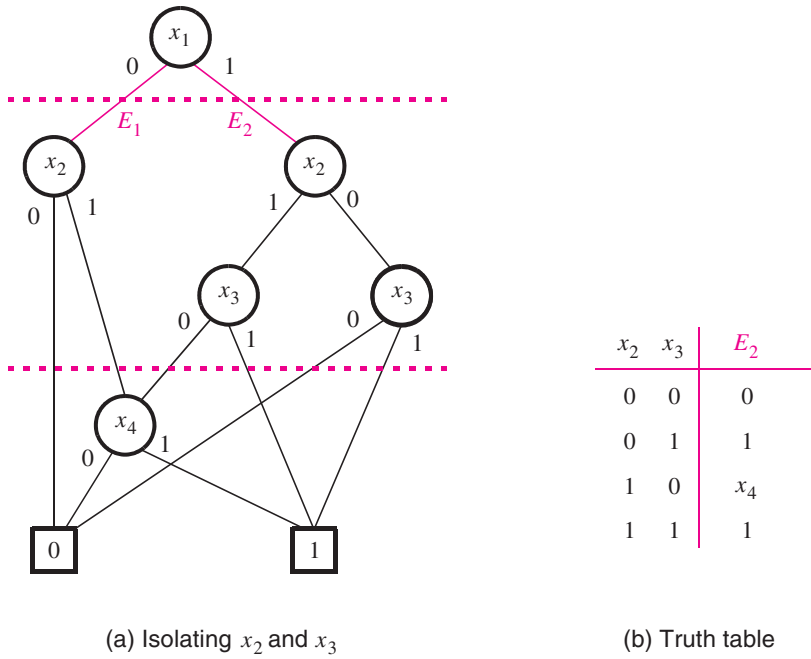 x1
0 1
E1 E2
x2 x2
0 1 1 0
x3 x3
0 1 0 1
x4
0 1
0 1
x2 x3 E2
0 0 0
0 1 1
1 0 x4
1 1 1
(a) Isolating x2 and x3
(b) Truth table